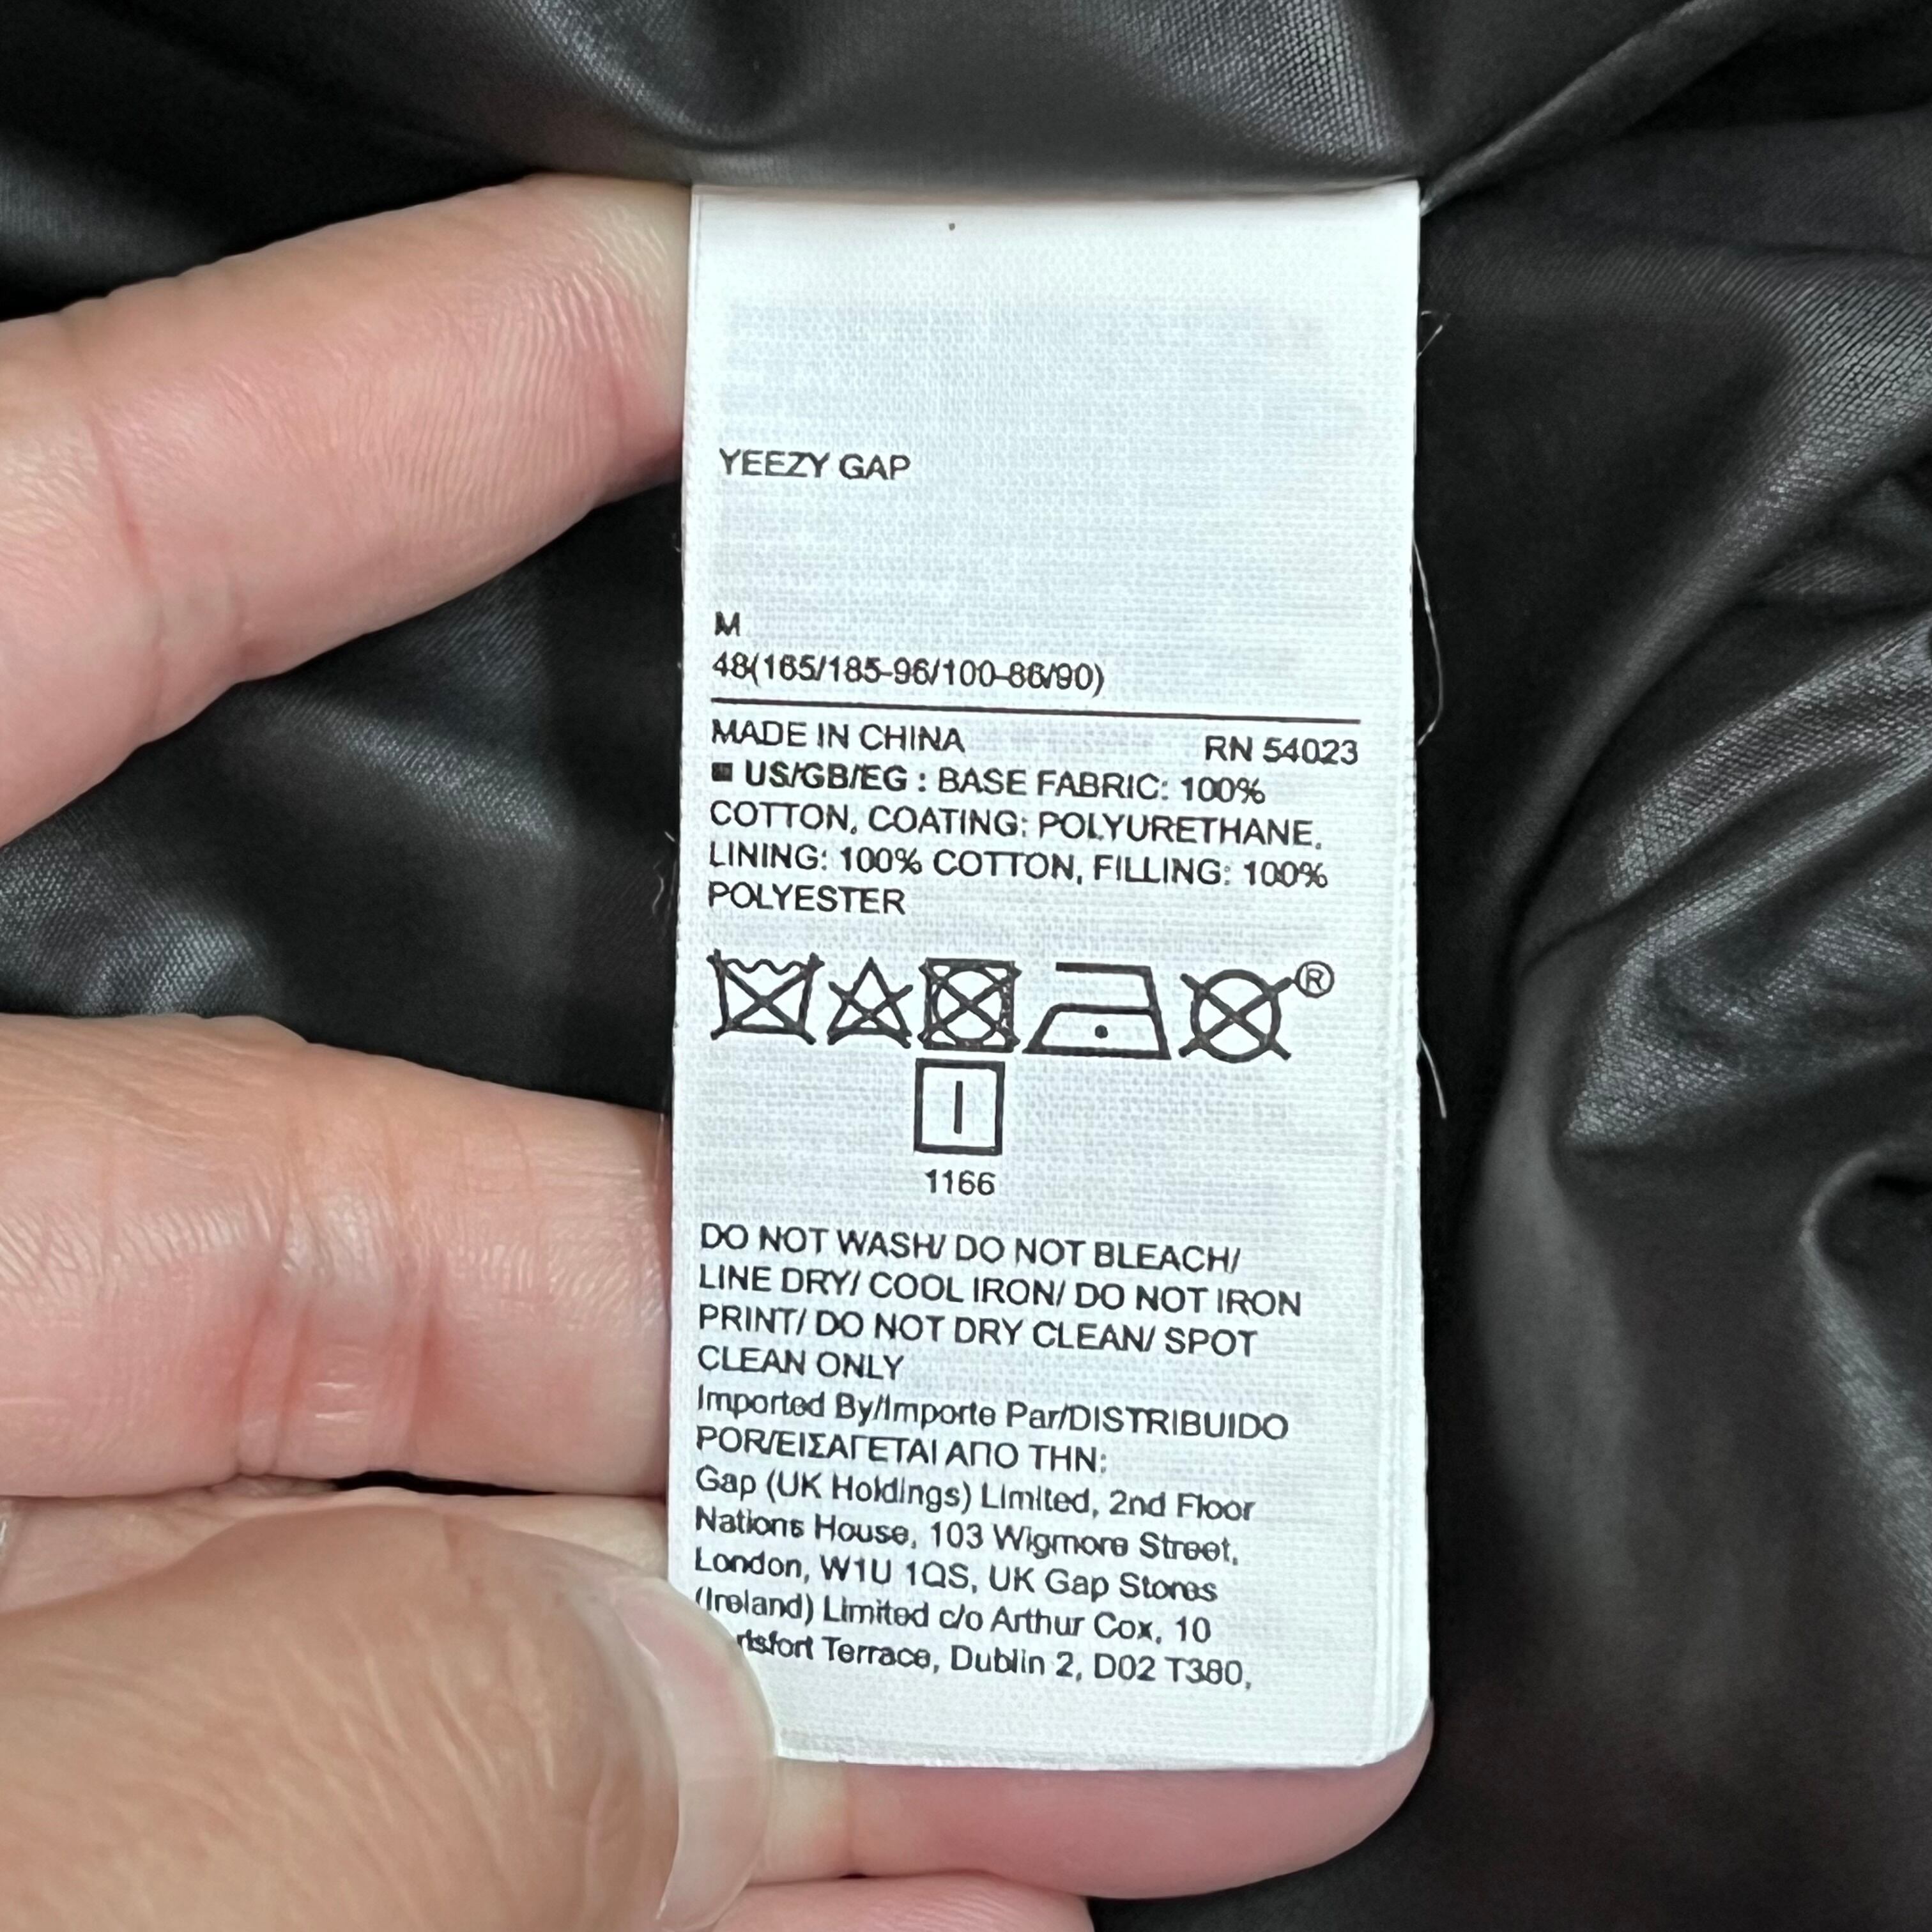 YEEZY GAP
M
48(165/185-96/100-86/90)
MADE IN CHINA RN 54023
■ US/GB/EG : BASE FABRIC: 100%
COTTON, COATING: POLYURETHANE,
LINING: 100% COTTON, FILLING: 100%
POLYESTER
®
1166
DO NOT WASH/ DO NOT BLEACH/
LINE DRY/ COOL IRON/ DO NOT IRON
PRINT/ DO NOT DRY CLEAN/ SPOT
CLEAN ONLY
Imported By/Importe Par/DISTRIBUIDO
POR/ΕΙΣΑΓΕΤΑΙ ΑΠΟ ΤΗΝ:
Gap (UK Holdings) Limited, 2nd Floor
Nations House, 103 Wigmore Street,
London, W1U 1QS, UK Gap Stores
(Ireland) Limited c/o Arthur Cox, 10
Terrace, Dublin 2, D02 T380,